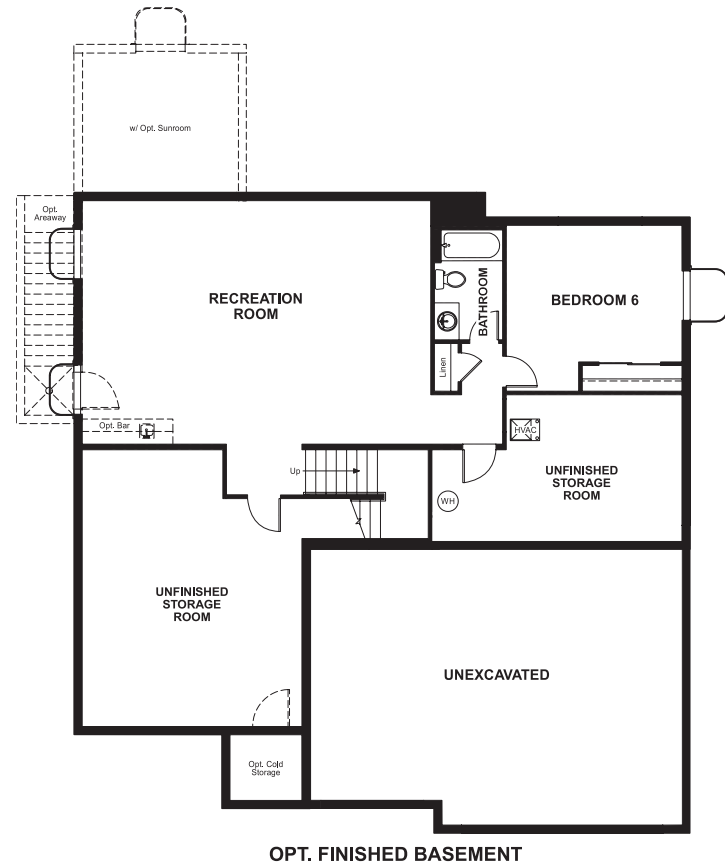 w/ Opt. Sunroom
Opt.
Areaway
RECREATION
ROOM
BATHROOM
BEDROOM 6
Linen
Opt. Bar
HVAC
Up
UNFINISHED
STORAGE
ROOM
WH
UNFINISHED
STORAGE
ROOM
UNEXCAVATED
Opt. Cold
Storage
OPT. FINISHED BASEMENT